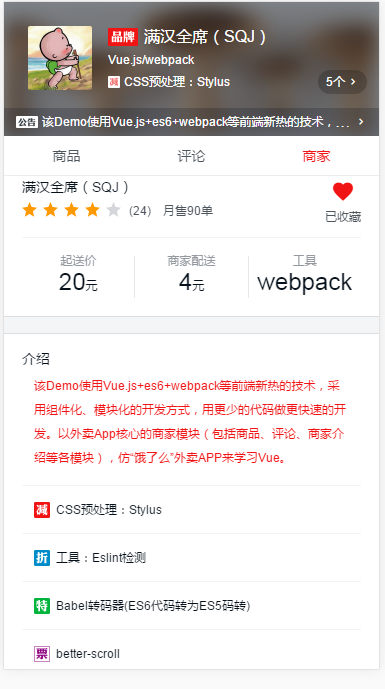 品牌 满汉全席（SQJ）
Vue.js/webpack
减 CSS预处理：Stylus
5个 >
公告 该Demo使用Vue.js+es6+webpack等前端新热的技术，... >
商品 评论 商家
满汉全席（SQJ）
(24) 月售90单
已收藏
起送价 商家配送 工具
20元 4元 webpack
介绍
该Demo使用Vue.js+es6+webpack等前端新热的技术，采
用组件化、模块化的开发方式，用更少的代码做更快速的开
发。以外卖App核心的商家模块（包括商品、评论、商家介
绍等各模块），仿“饿了么”外卖APP来学习Vue。
减 CSS预处理：Stylus
折 工具：Eslint检测
特 Babel转码器(ES6代码转为ES5码转)
票 better-scroll